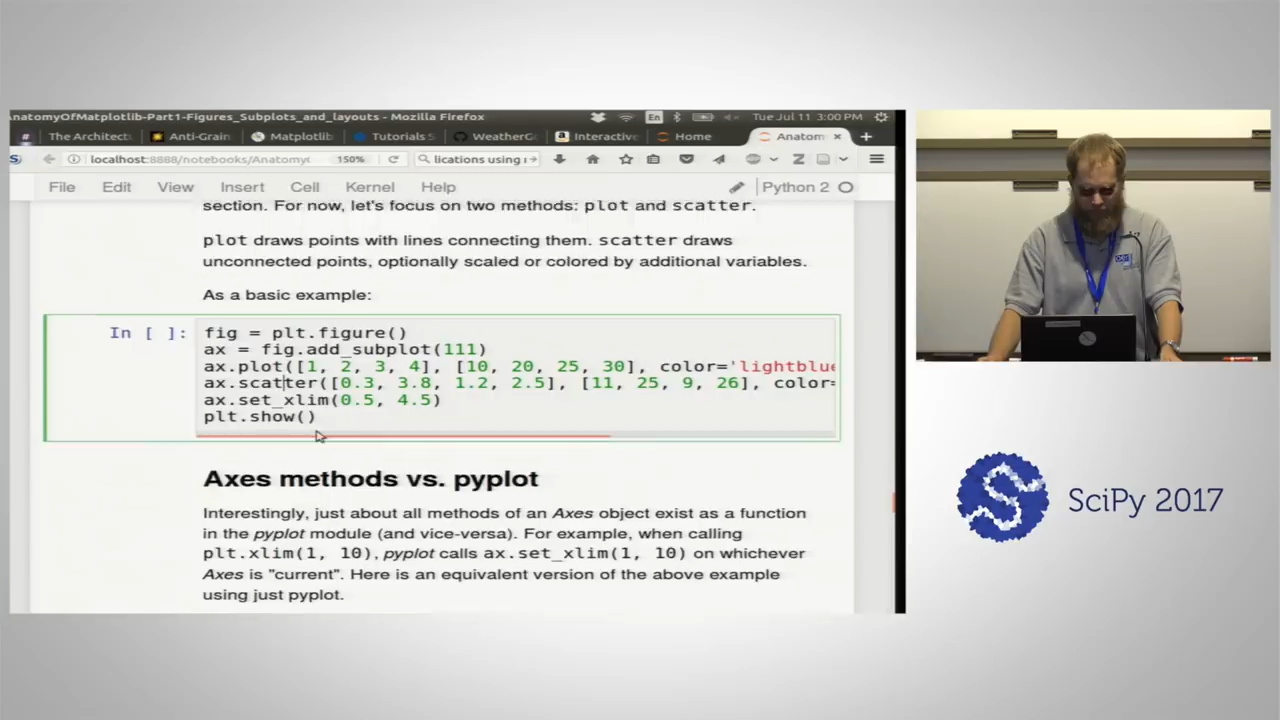 AnatomyOfMatplotlib-Part1-Figures_Subplots_and_layouts - Mozilla Firefox
En
Tue Jul 11 3:00 PM
The Architect
Anti-Grain
Matplotlib
Tutorials S
WeatherG
Interactive
Home
Anatom
localhost:8888/notebooks/Anatomy
150%
lications using
File Edit View Insert Cell Kernel Help
Python 2
section. For now, let's focus on two methods: plot and scatter.
plot draws points with lines connecting them. scatter draws
unconnected points, optionally scaled or colored by additional variables.
As a basic example:
In [ ]:
fig = plt.figure()
ax = fig.add_subplot(111)
ax.plot([1, 2, 3, 4], [10, 20, 25, 30], color='lightblue
ax.scatter([0.3, 3.8, 1.2, 2.5], [11, 25, 9, 26], color=
ax.set_xlim(0.5, 4.5)
plt.show()
Axes methods vs. pyplot
Interestingly, just about all methods of an Axes object exist as a function
in the pyplot module (and vice-versa). For example, when calling
plt.xlim(1, 10), pyplot calls ax.set_xlim(1, 10) on whichever
Axes is "current". Here is an equivalent version of the above example
using just pyplot.
SciPy 2017